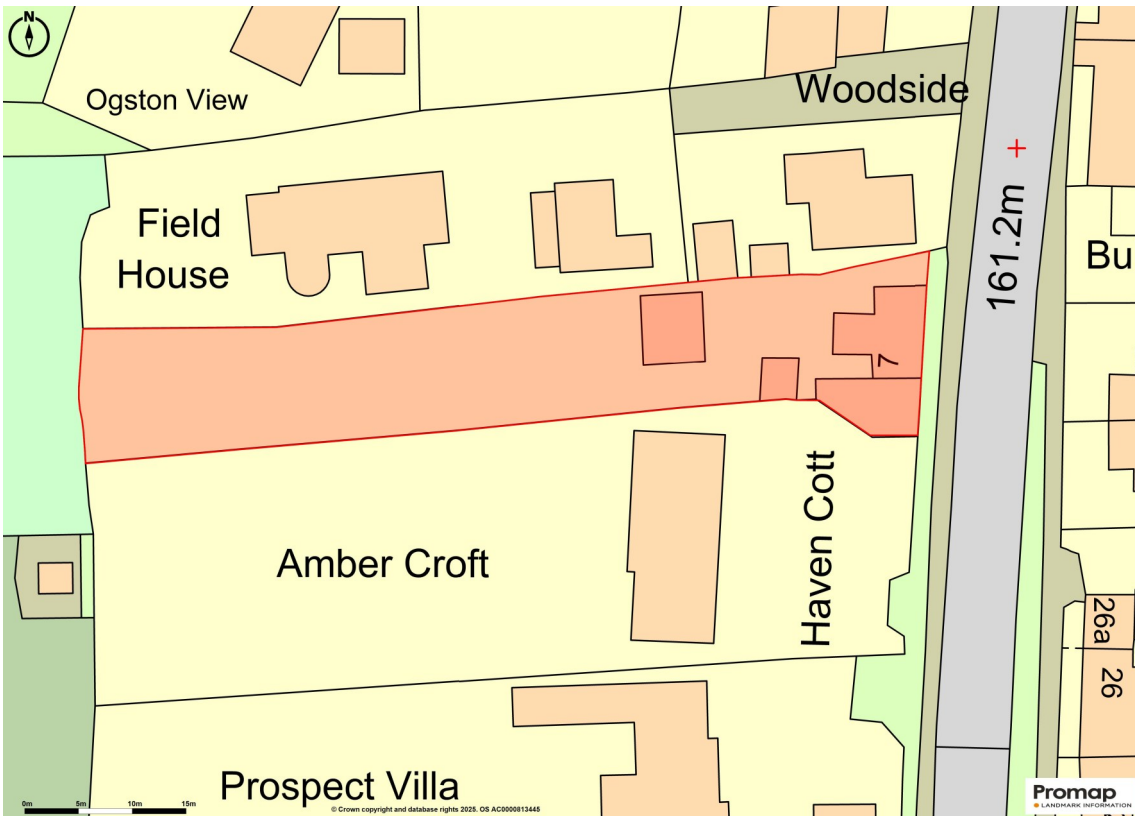 N
Ogston View
Woodside
Field
House
161.2m
Bu
7
Haven Cott
Amber Croft
26a
26
Prospect Villa
0m 5m 10m 15m
© Crown copyright and database rights 2025. OS AC0000813445
Promap
LANDMARK INFORMATION